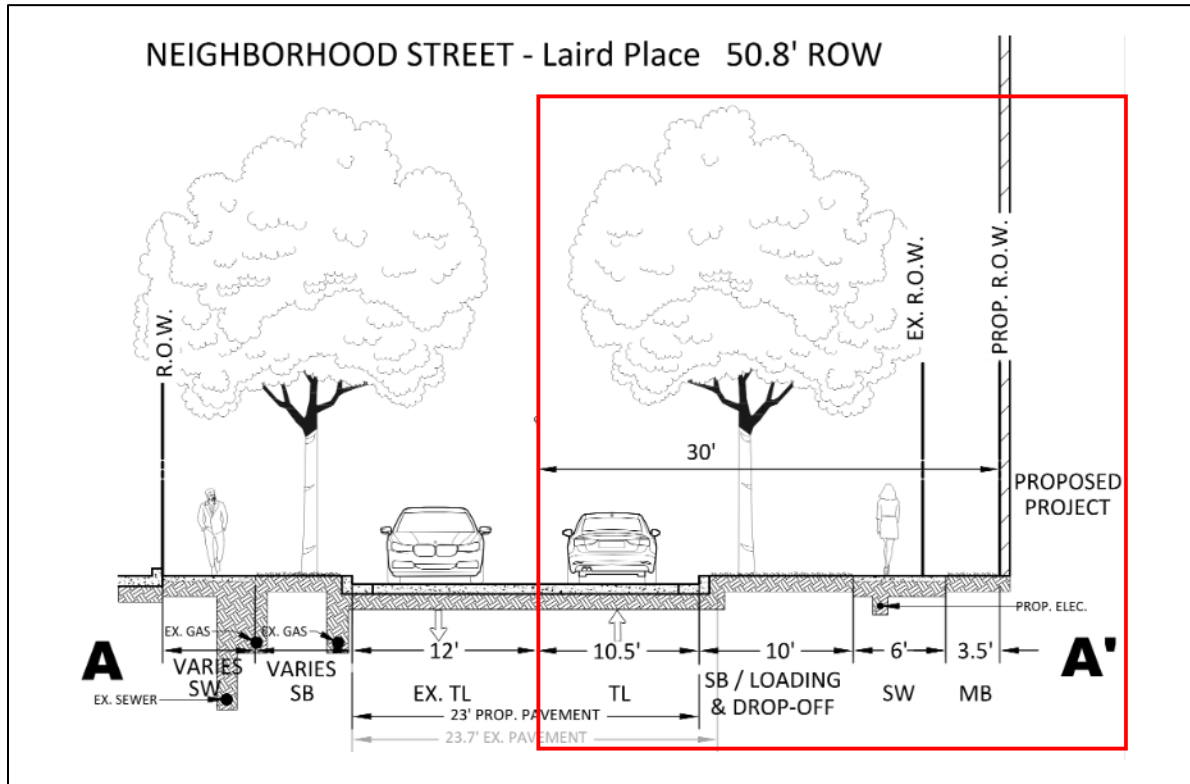 NEIGHBORHOOD STREET - Laird Place 50.8' ROW
R.O.W.
EX. R.O.W.
PROP. R.O.W.
30'
PROPOSED
PROJECT
PROP. ELEC.
EX. GAS
EX. GAS
A
VARIES
SW
VARIES
SB
12'
10.5'
10'
6'
3.5'
A'
EX. SEWER
EX. TL
TL
SB / LOADING
& DROP-OFF
SW
MB
23' PROP. PAVEMENT
23.7' EX. PAVEMENT